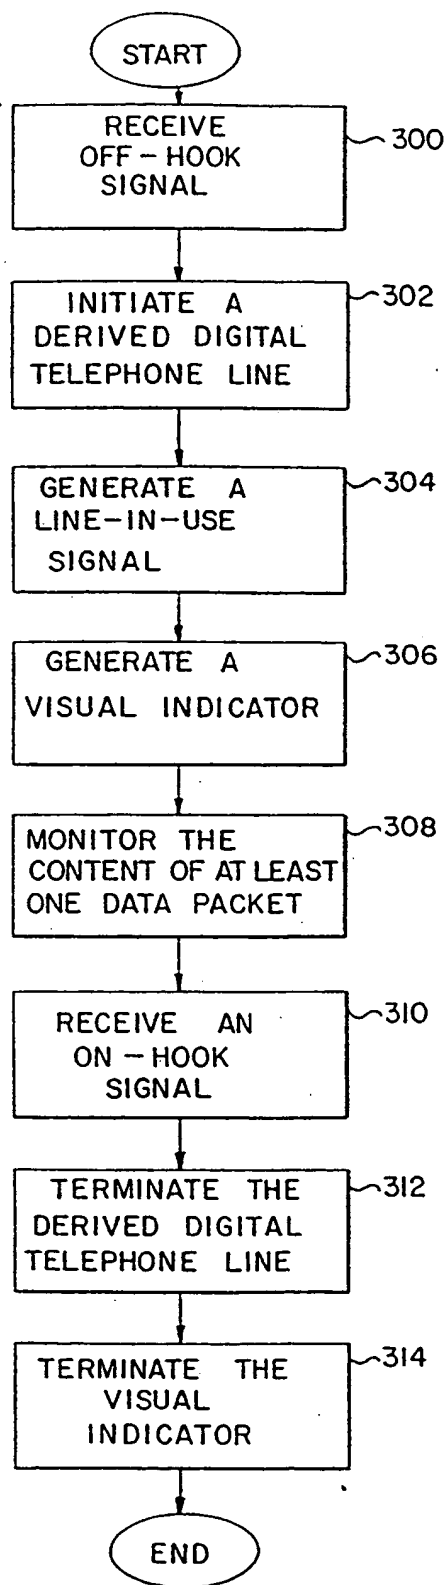 START
RECEIVE
OFF-HOOK
SIGNAL
300
INITIATE A
DERIVED DIGITAL
TELEPHONE LINE
302
GENERATE A
LINE-IN-USE
SIGNAL
304
GENERATE A
VISUAL INDICATOR
306
MONITOR THE
CONTENT OF AT LEAST
ONE DATA PACKET
308
RECEIVE AN
ON-HOOK
SIGNAL
310
TERMINATE THE
DERIVED DIGITAL
TELEPHONE LINE
312
TERMINATE THE
VISUAL
INDICATOR
314
END